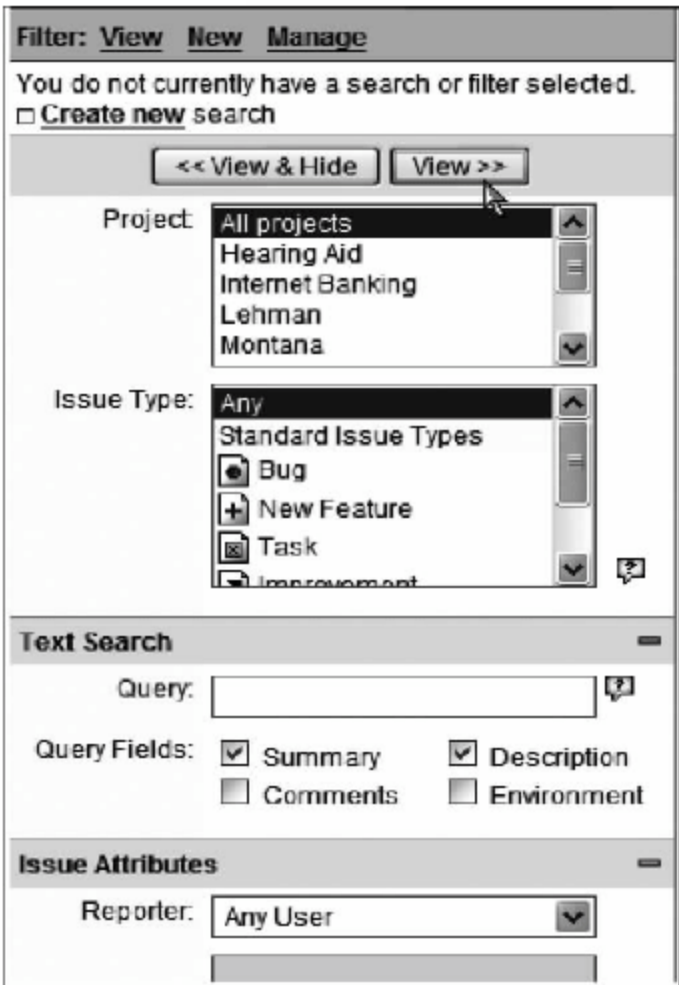 Filter: View New Manage
You do not currently have a search or filter selected.
Create new search
<< View & Hide View >>
Project:
All projects
Hearing Aid
Internet Banking
Lehman
Montana
Issue Type:
Any
Standard Issue Types
Bug
New Feature
Task
Improvement
Text Search
Query:
Query Fields: Summary Description
Comments Environment
Issue Attributes
Reporter: Any User